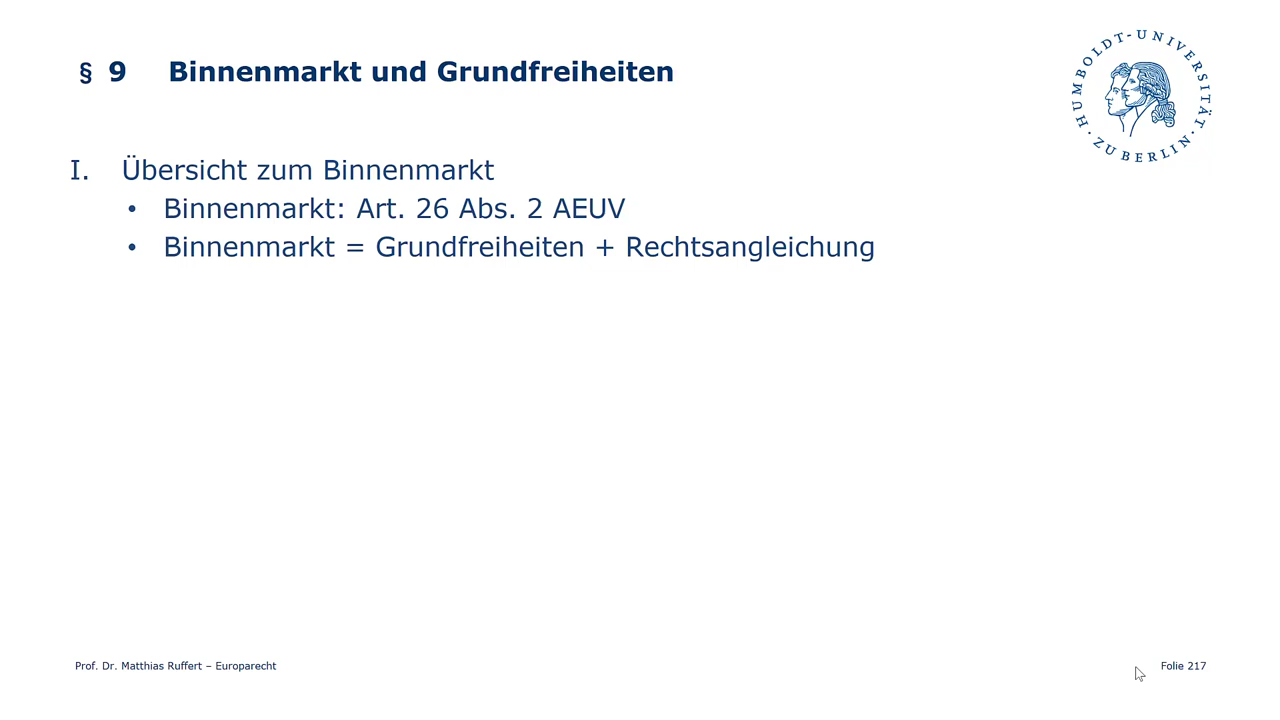 § 9 Binnenmarkt und Grundfreiheiten
HUMBOLDT-UNIVERSITÄT · ZU BERLIN ·
I. Übersicht zum Binnenmarkt
• Binnenmarkt: Art. 26 Abs. 2 AEUV
• Binnenmarkt = Grundfreiheiten + Rechtsangleichung
Prof. Dr. Matthias Ruffert – Europarecht
Folie 217